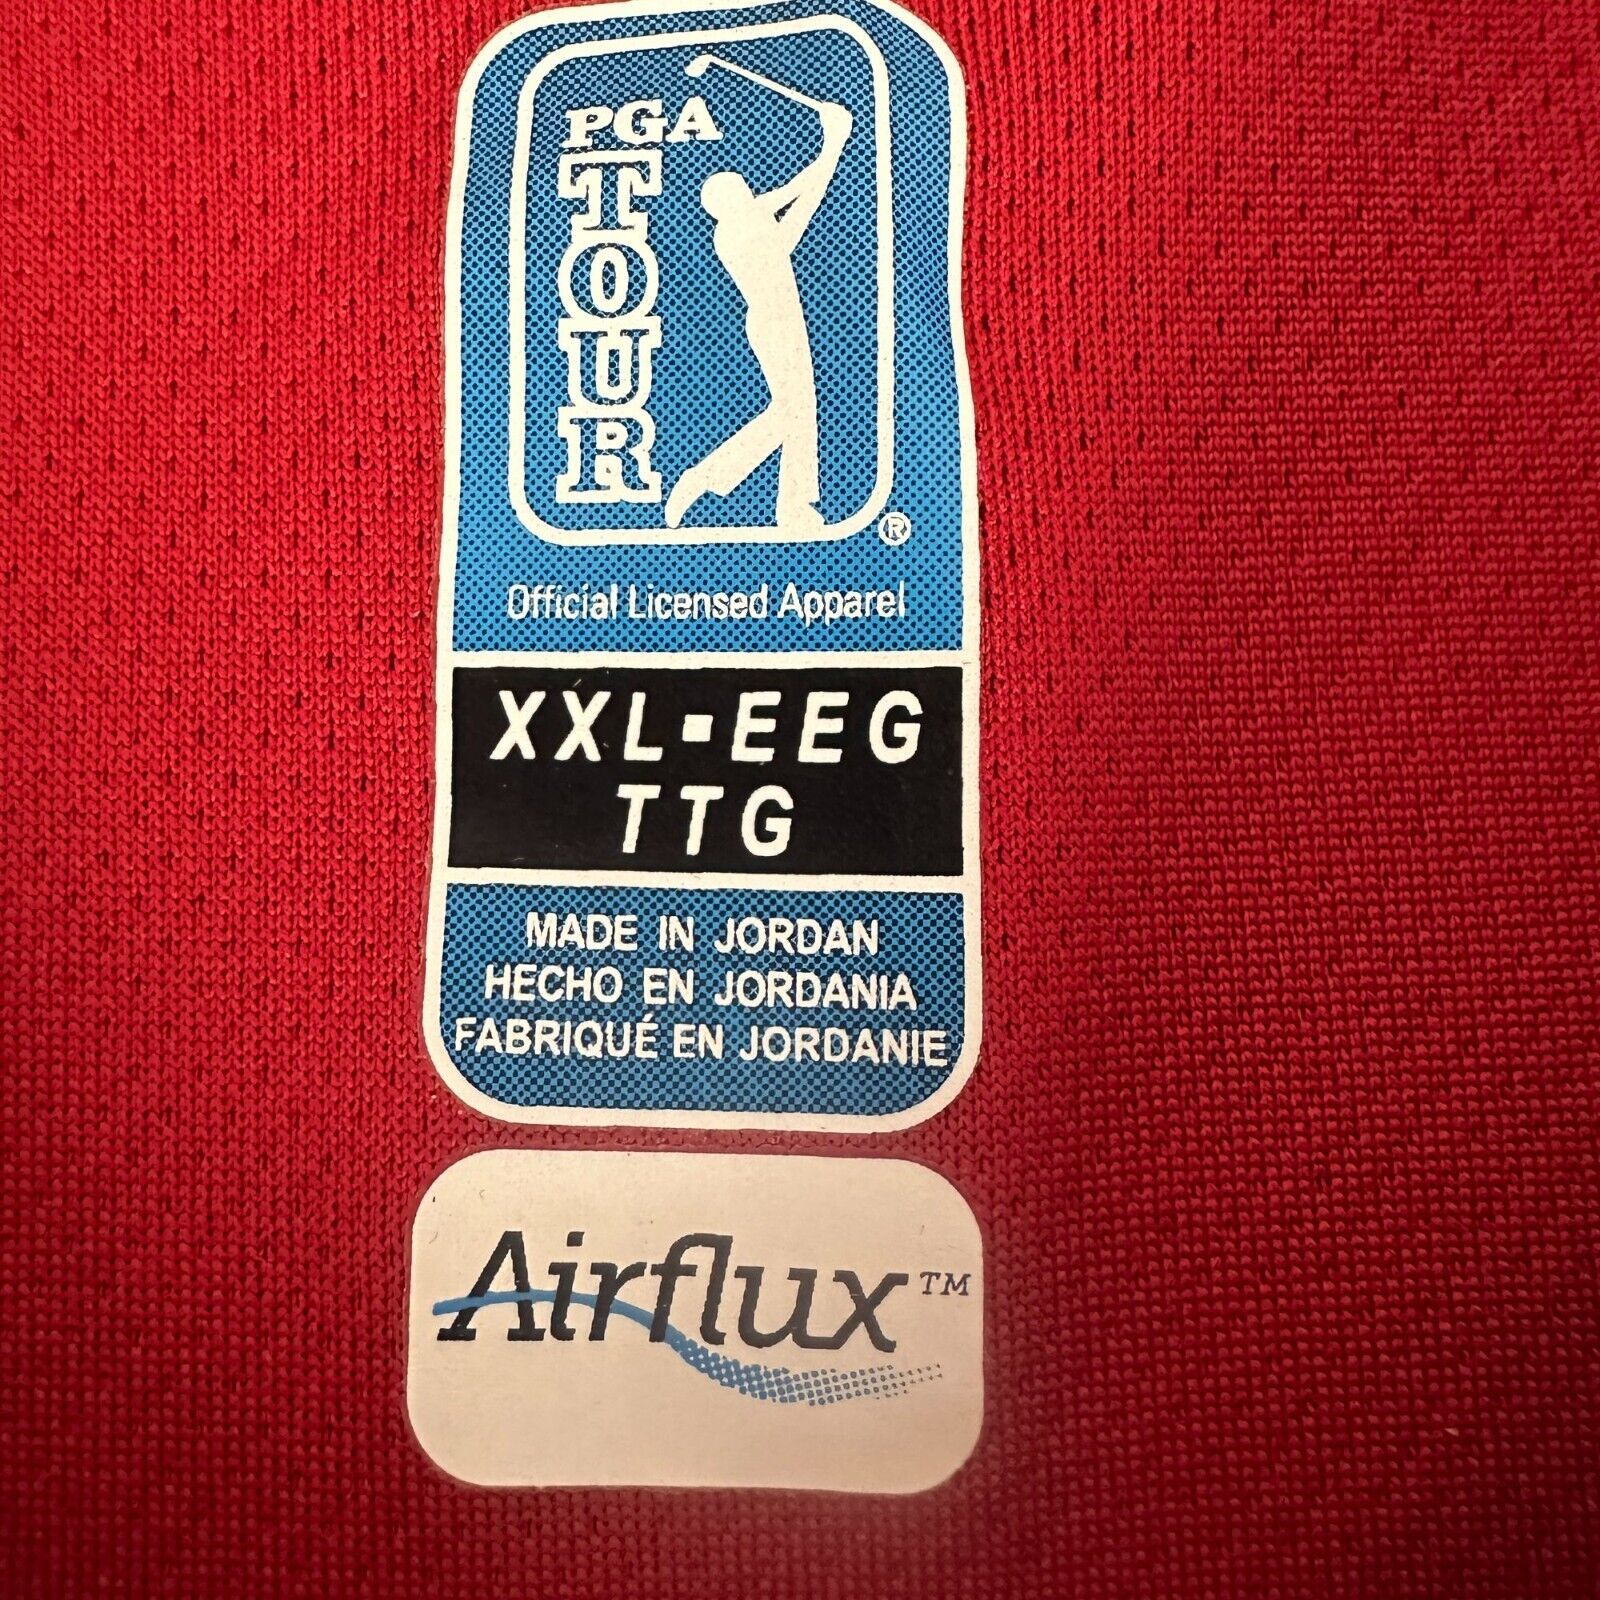 PGA
TOUR
®
Official Licensed Apparel
XXL▪EEG
TTG
MADE IN JORDAN
HECHO EN JORDANIA
FABRIQUÉ EN JORDANIE
Airflux™